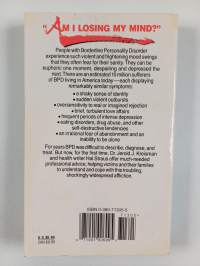 "AM I LOSING MY MIND?"
People with Borderline Personality Disorder
experience such violent and frightening mood swings
that they often fear for their sanity. They can be
euphoric one moment, despairing and depressed the
next. There are an estimated 10 million sufferers
of BPD living in America today—each displaying
remarkably similar symptoms:
• a shaky sense of identity
• sudden violent outbursts
• oversensitivity to real or imagined rejection
• brief, turbulent love affairs
• frequent periods of intense depression
• eating disorders, drug abuse, and other
self-destructive tendencies
• an irrational fear of abandonment and an
inability to be alone
For years BPD was difficult to describe, diagnose, and
treat. But now, for the first time, Dr. Jerold J. Kreisman
and health writer Hal Straus offer much-needed
professional advice, helping victims and their families
to understand and cope with this troubling,
shockingly widespread affliction.
ISBN 0-380-71305-5